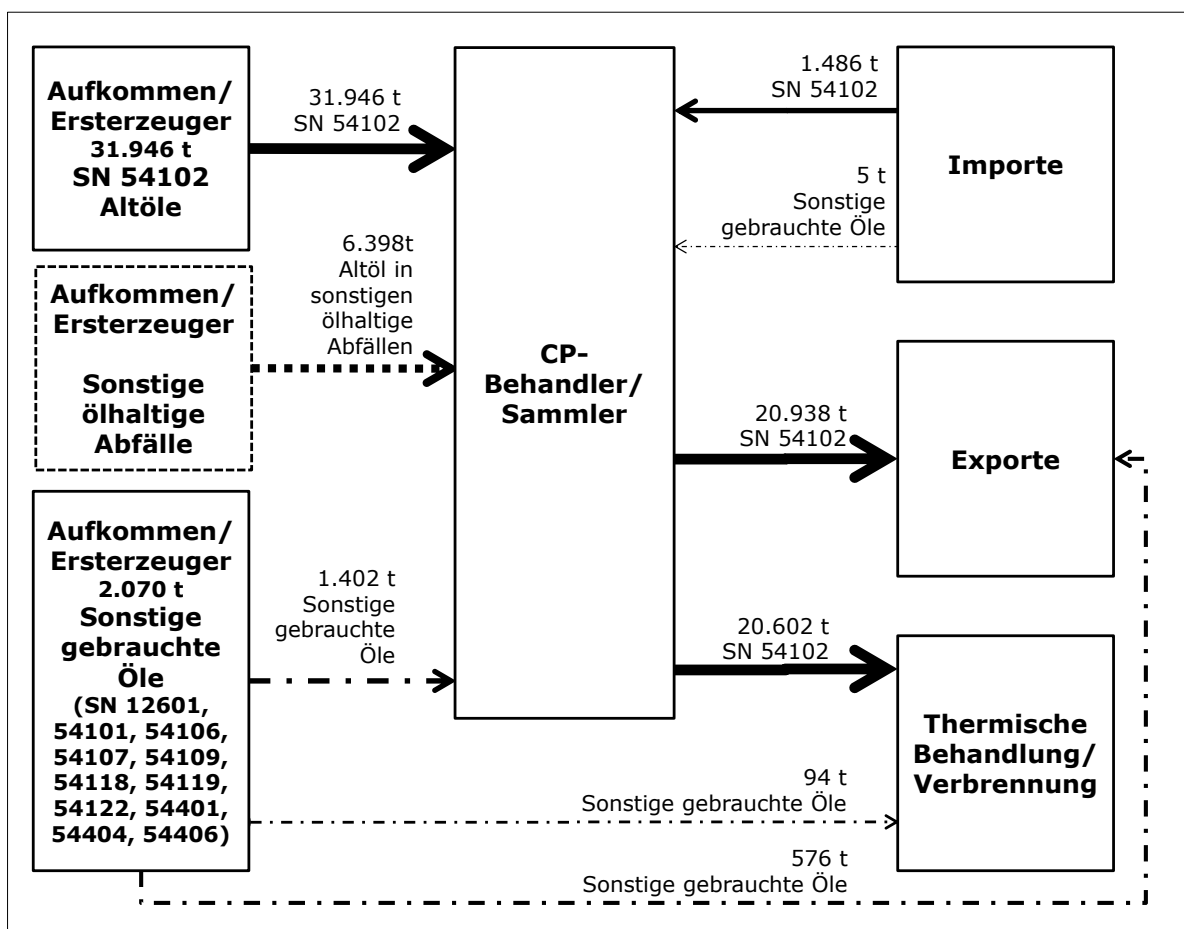 Aufkommen/
Ersterzeuger
31.946 t
SN 54102
Altöle
31.946 t
SN 54102
1.486 t
SN 54102
Importe
5 t
Sonstige
gebrauchte Öle
Aufkommen/
Ersterzeuger
Sonstige
ölhaltige
Abfälle
6.398t
Altöl in
sonstigen
ölhaltige
Abfällen
CP-
Behandler/
Sammler
20.938 t
SN 54102
Exporte
Aufkommen/
Ersterzeuger
2.070 t
Sonstige
gebrauchte
Öle
(SN 12601,
54101, 54106,
54107, 54109,
54118, 54119,
54122, 54401,
54404, 54406)
1.402 t
Sonstige
gebrauchte
Öle
20.602 t
SN 54102
Thermische
Behandlung/
Verbrennung
94 t
Sonstige gebrauchte Öle
576 t
Sonstige gebrauchte Öle